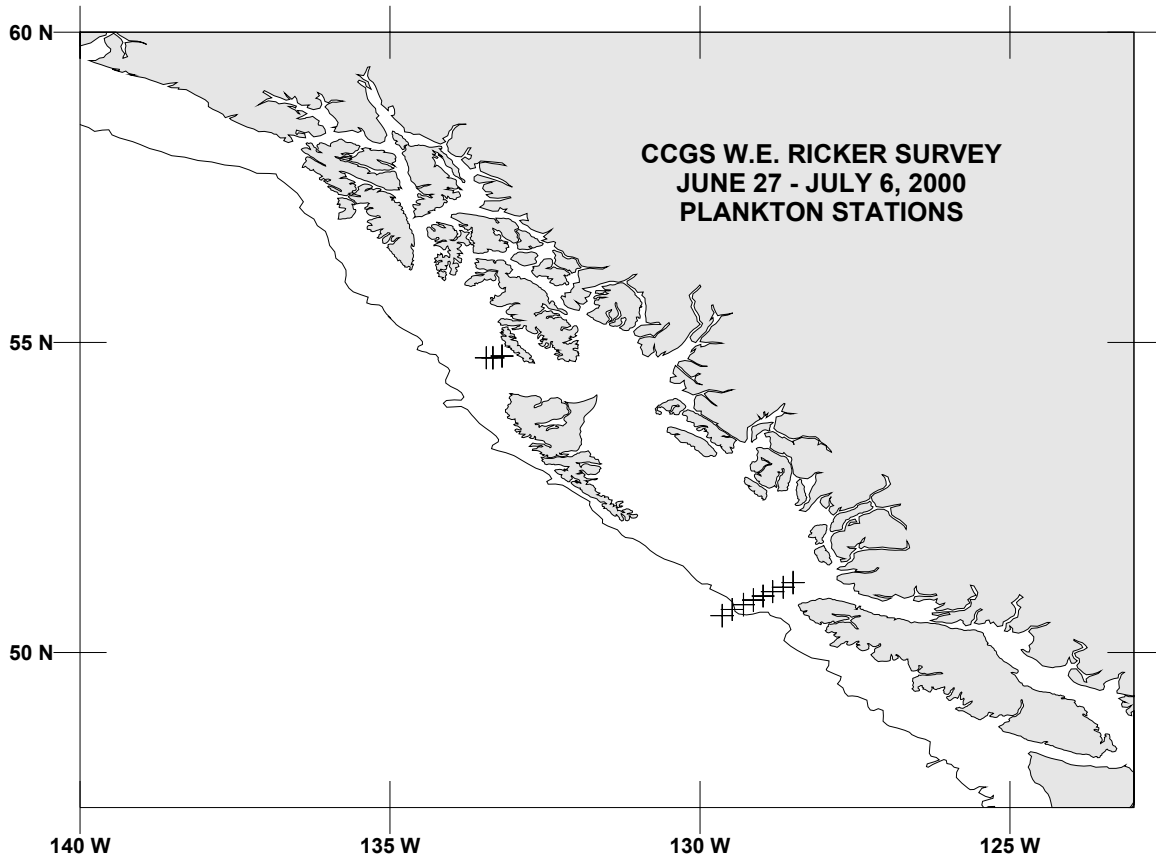 60 N
CCGS W.E. RICKER SURVEY
JUNE 27 - JULY 6, 2000
PLANKTON STATIONS
55 N
50 N
140 W
135 W
130 W
125 W